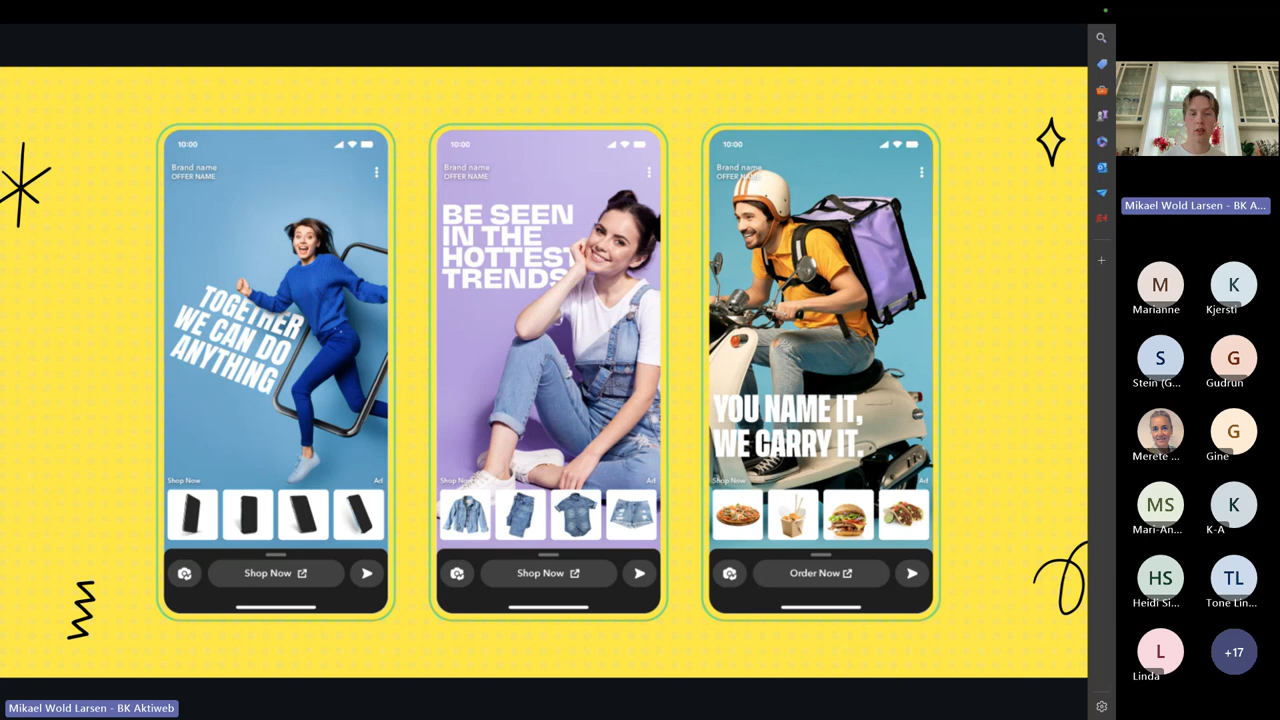 10:00
Brand name
OFFER NAME
TOGETHER
WE CAN DO
ANYTHING
Shop Now
Ad
Shop Now
10:00
Brand name
OFFER NAME
BE SEEN
IN THE
HOTTEST
TRENDS
Shop Now
Ad
Shop Now
10:00
Brand name
OFFER NAME
YOU NAME IT,
WE CARRY IT.
Shop Now
Ad
Order Now
Mikael Wold Larsen - BK Aktiweb
Mikael Wold Larsen - BK A...
M
Marianne
K
Kjersti
S
Stein (G...
G
Gudrun
Merete ...
G
Gine
MS
Mari-An...
K
K-A
HS
Heidi Si...
TL
Tone Lin...
L
Linda
+17